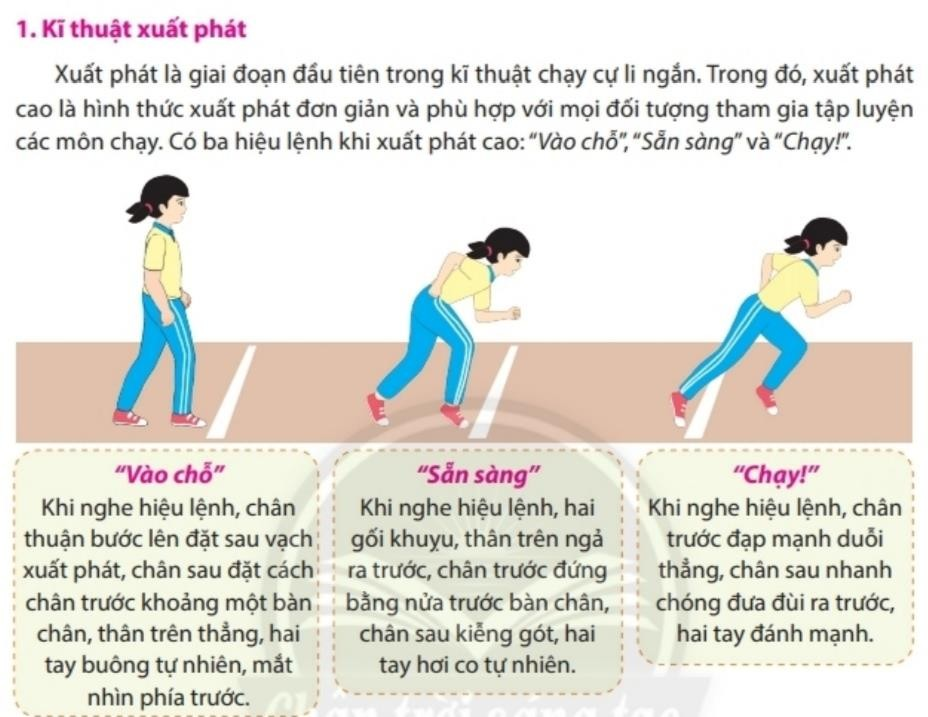 1. Kĩ thuật xuất phát
Xuất phát là giai đoạn đầu tiên trong kĩ thuật chạy cự li ngắn. Trong đó, xuất phát
cao là hình thức xuất phát đơn giản và phù hợp với mọi đối tượng tham gia tập luyện
các môn chạy. Có ba hiệu lệnh khi xuất phát cao: “Vào chỗ”, “Sẵn sàng” và “Chạy!”.
“Vào chỗ”
Khi nghe hiệu lệnh, chân
thuận bước lên đặt sau vạch
xuất phát, chân sau đặt cách
chân trước khoảng một bàn
chân, thân trên thẳng, hai
tay buông tự nhiên, mắt
nhìn phía trước.
“Sẵn sàng”
Khi nghe hiệu lệnh, hai
gối khuỵu, thân trên ngả
ra trước, chân trước đứng
bằng nửa trước bàn chân,
chân sau kiễng gót, hai
tay hơi co tự nhiên.
“Chạy!”
Khi nghe hiệu lệnh, chân
trước đạp mạnh duỗi
thẳng, chân sau nhanh
chóng đưa đùi ra trước,
hai tay đánh mạnh.
Chân trời sáng tạo